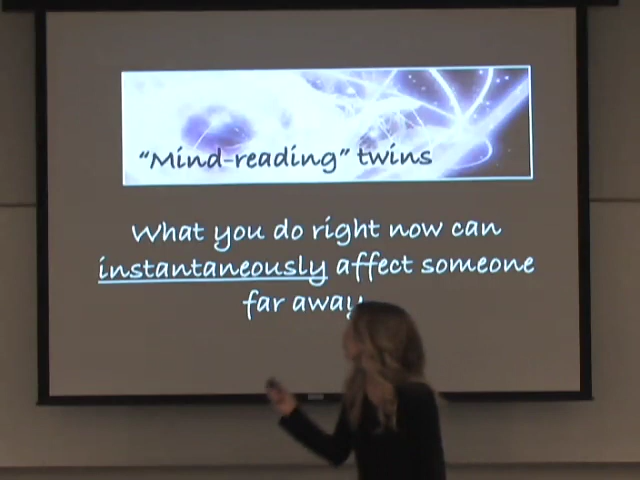 "Mind-reading" twins
What you do right now can
instantaneously affect someone
far away